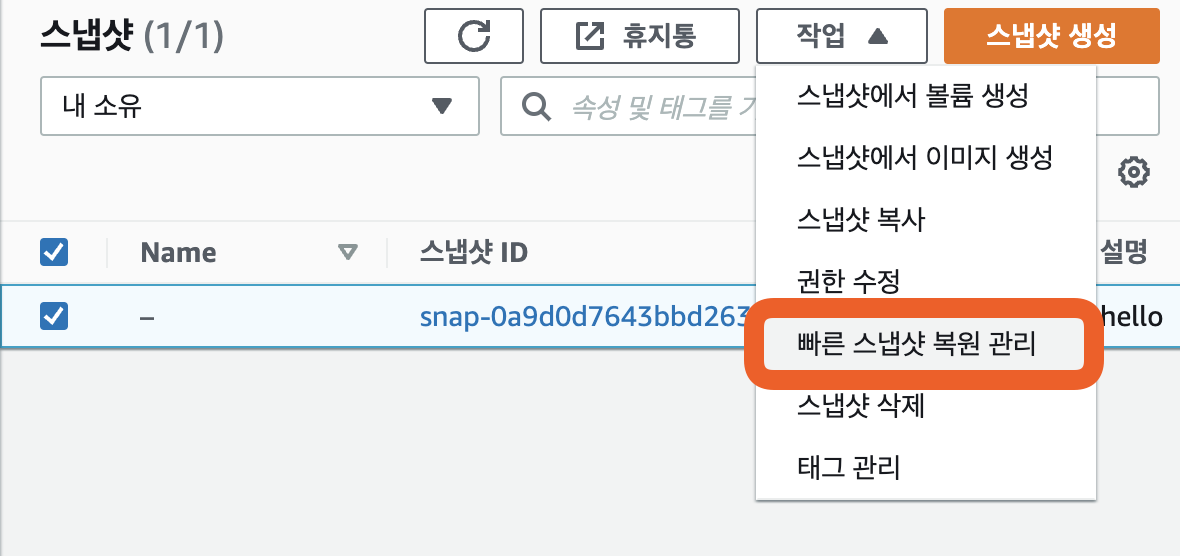 스냅샷 (1/1)
휴지통
작업
스냅샷 생성
내 소유
속성 및 태그를
스냅샷에서 볼륨 생성
스냅샷에서 이미지 생성
스냅샷 복사
권한 수정
빠른 스냅샷 복원 관리
스냅샷 삭제
태그 관리
Name
스냅샷 ID
설명
–
snap-0a9d0d7643bbd263
hello